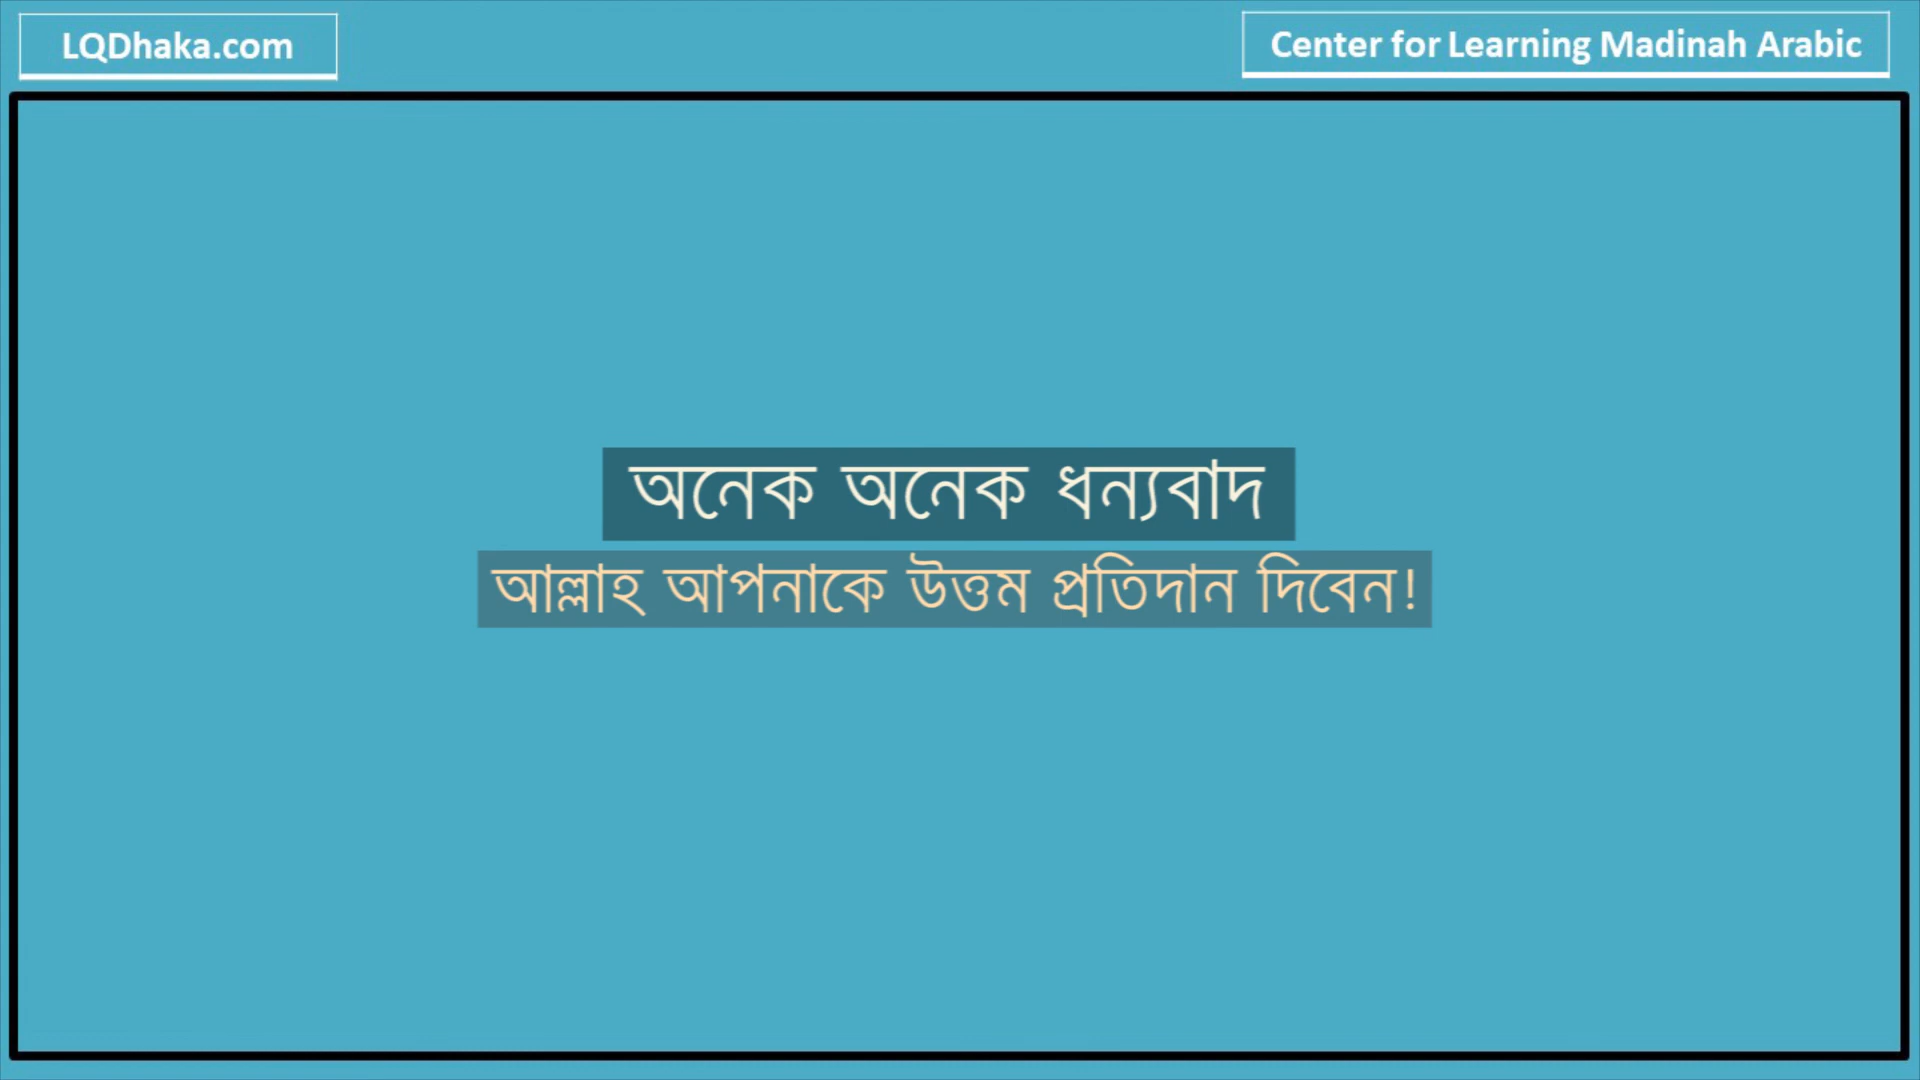 LQDhaka.com
Center for Learning Madinah Arabic
অনেক অনেক ধন্যবাদ
আল্লাহ আপনাকে উত্তম প্রতিদান দিবেন!